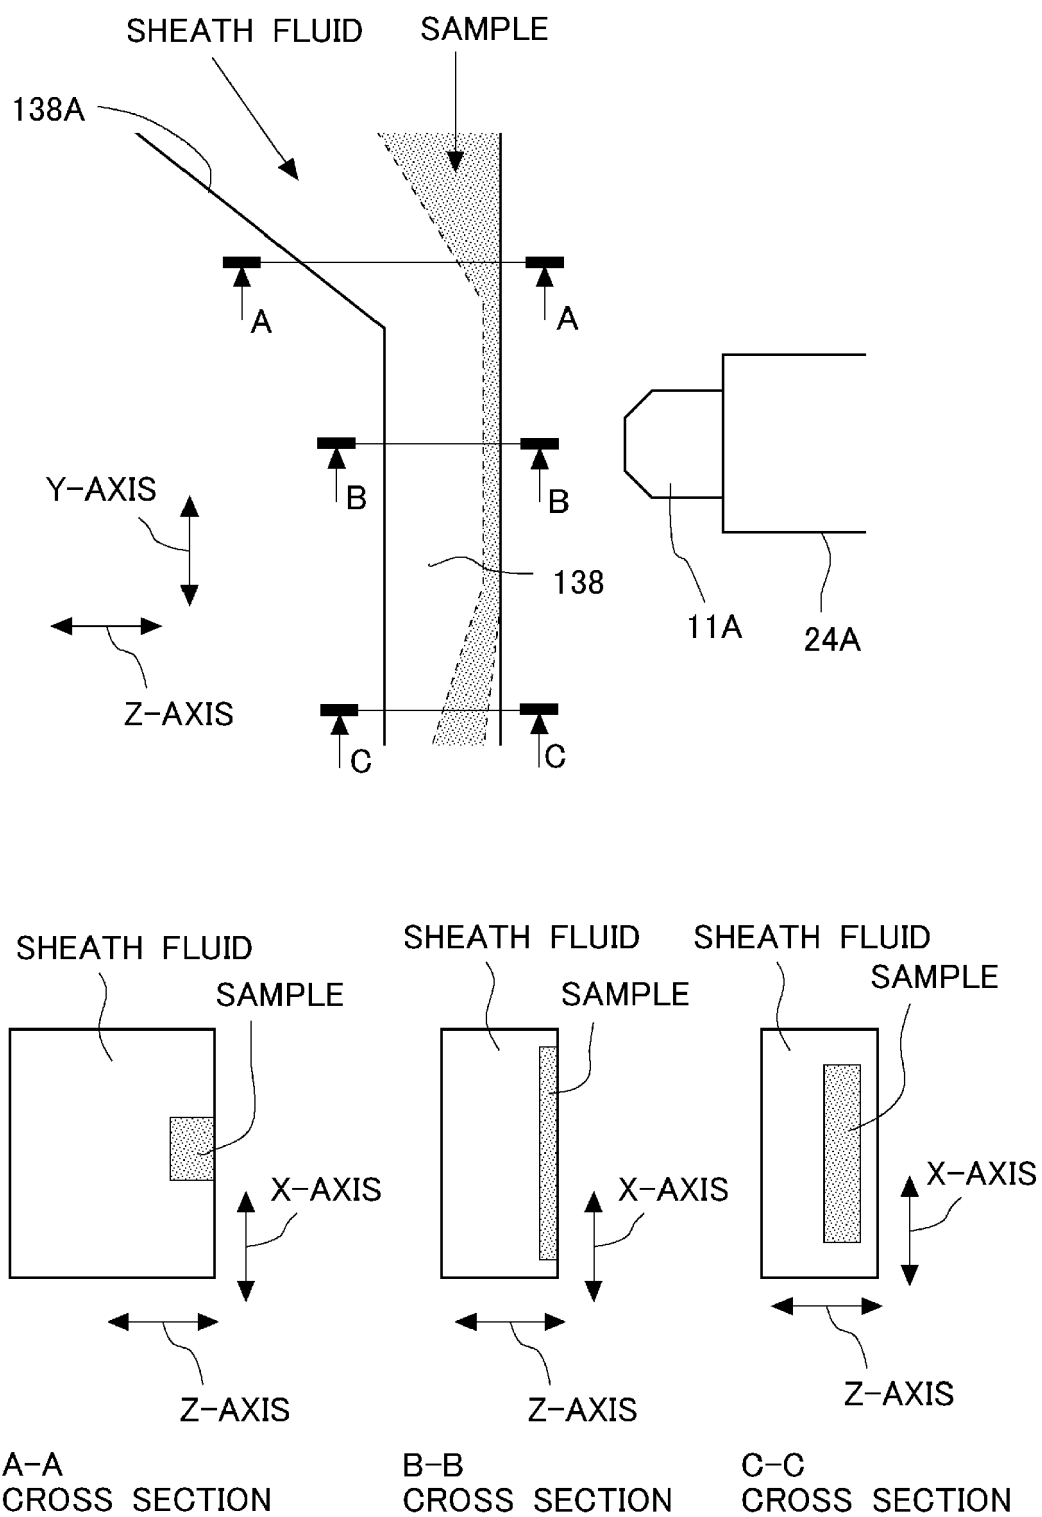 SHEATH FLUID
SAMPLE
138A
A
A
B
B
Y-AXIS
138
11A
24A
Z-AXIS
C
C
SHEATH FLUID
SAMPLE
X-AXIS
Z-AXIS
A-A
CROSS SECTION
SHEATH FLUID
SAMPLE
X-AXIS
Z-AXIS
B-B
CROSS SECTION
SHEATH FLUID
SAMPLE
X-AXIS
Z-AXIS
C-C
CROSS SECTION